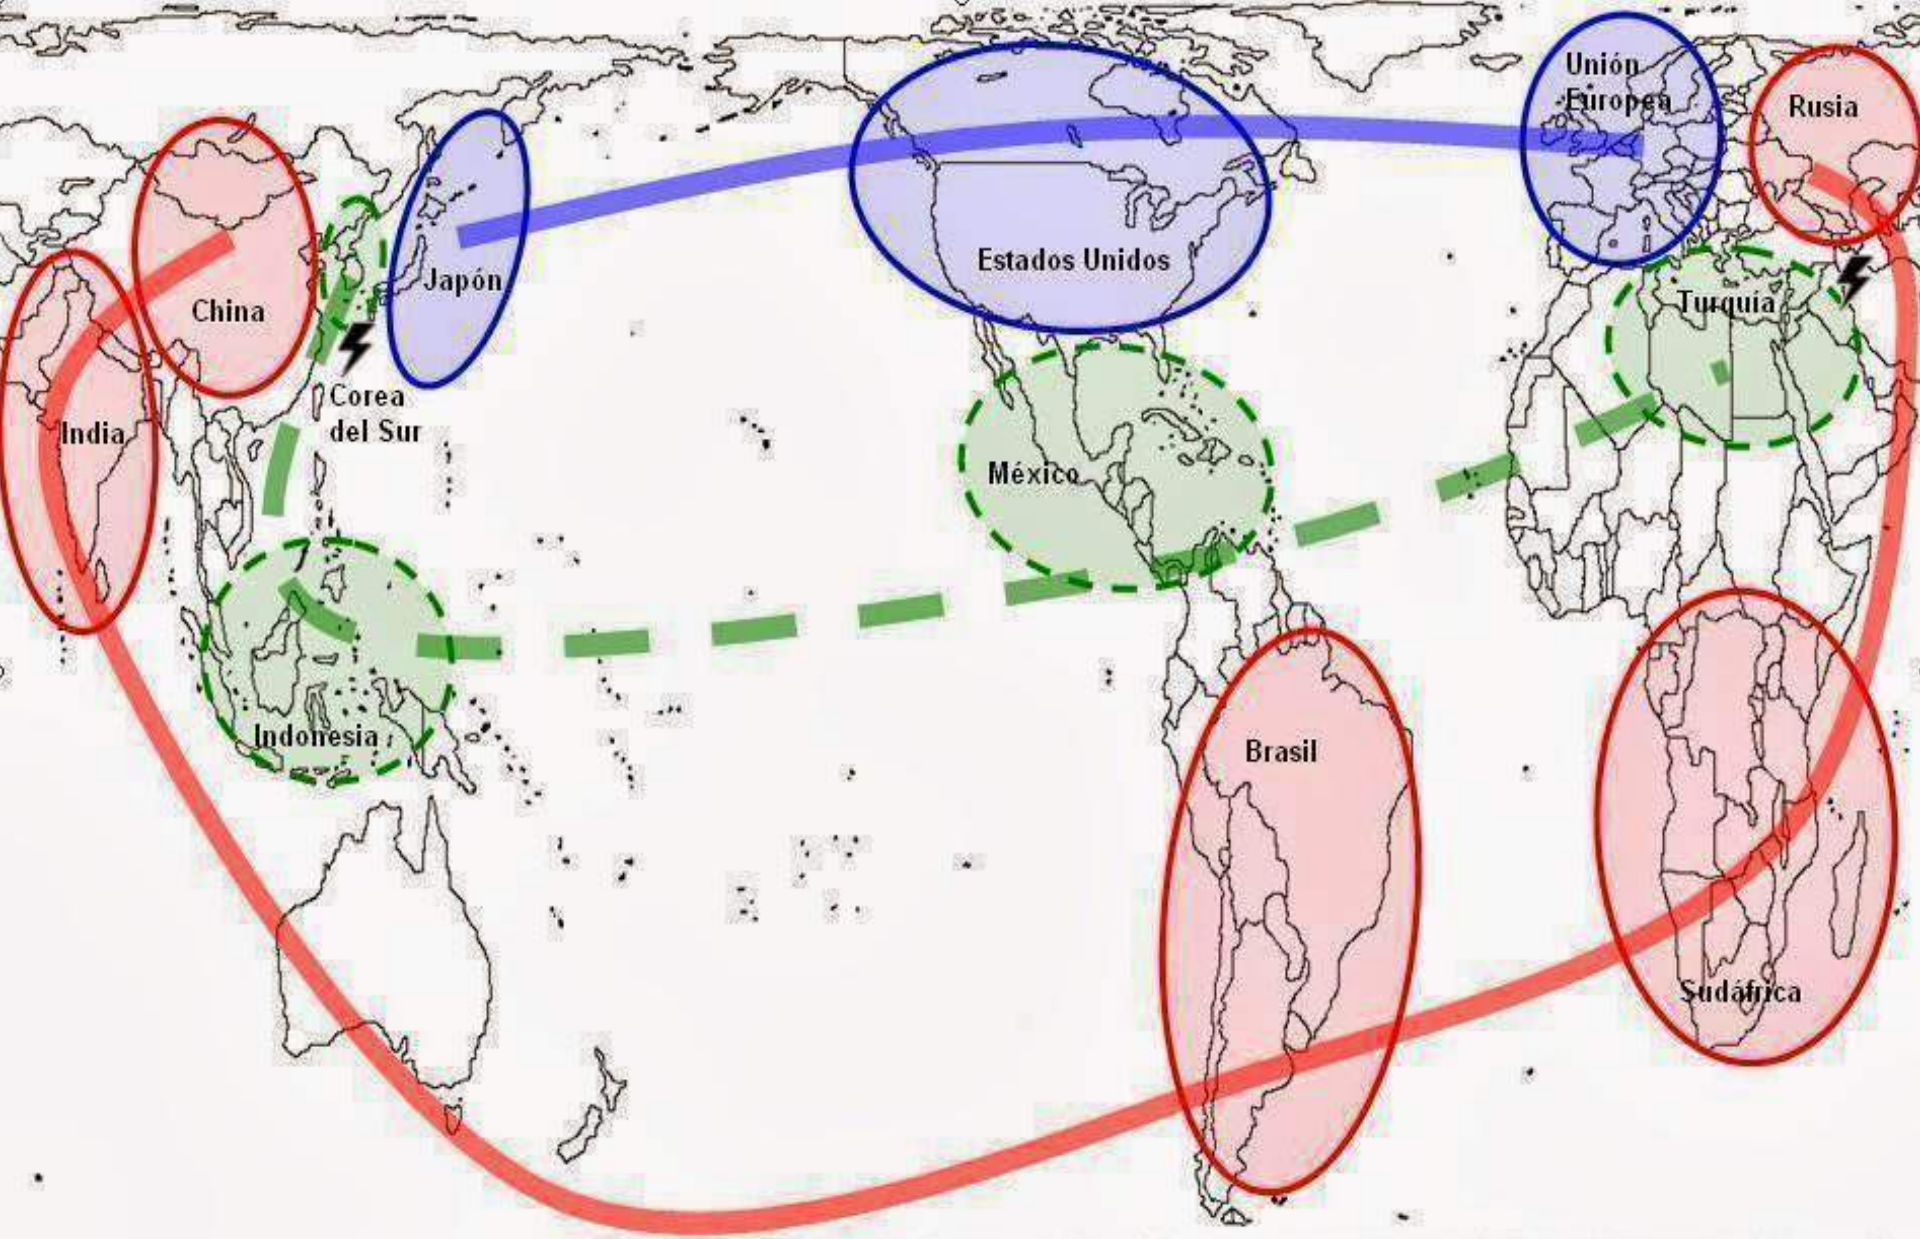 Unión
Europea
Rusia
Estados Unidos
Japón
China
Turquía
Corea
del Sur
India
México
Indonesia
Brasil
Sudáfrica